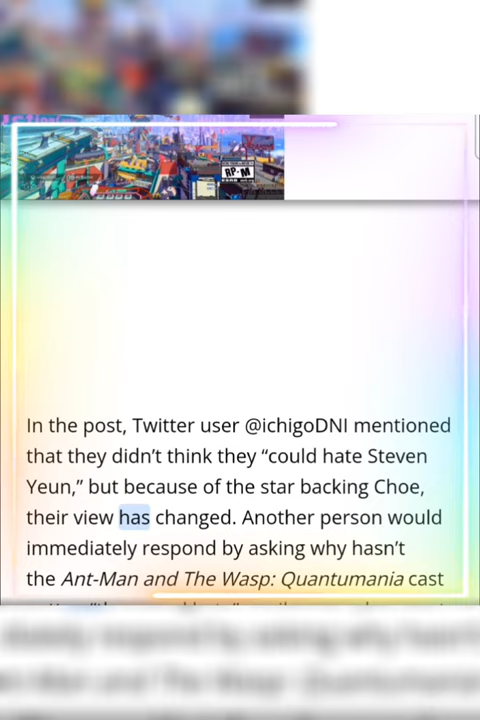 RP-M
In the post, Twitter user @ichigoDNI mentioned
that they didn’t think they “could hate Steven
Yeun,” but because of the star backing Choe,
their view has changed. Another person would
immediately respond by asking why hasn’t
the Ant-Man and The Wasp: Quantumania cast